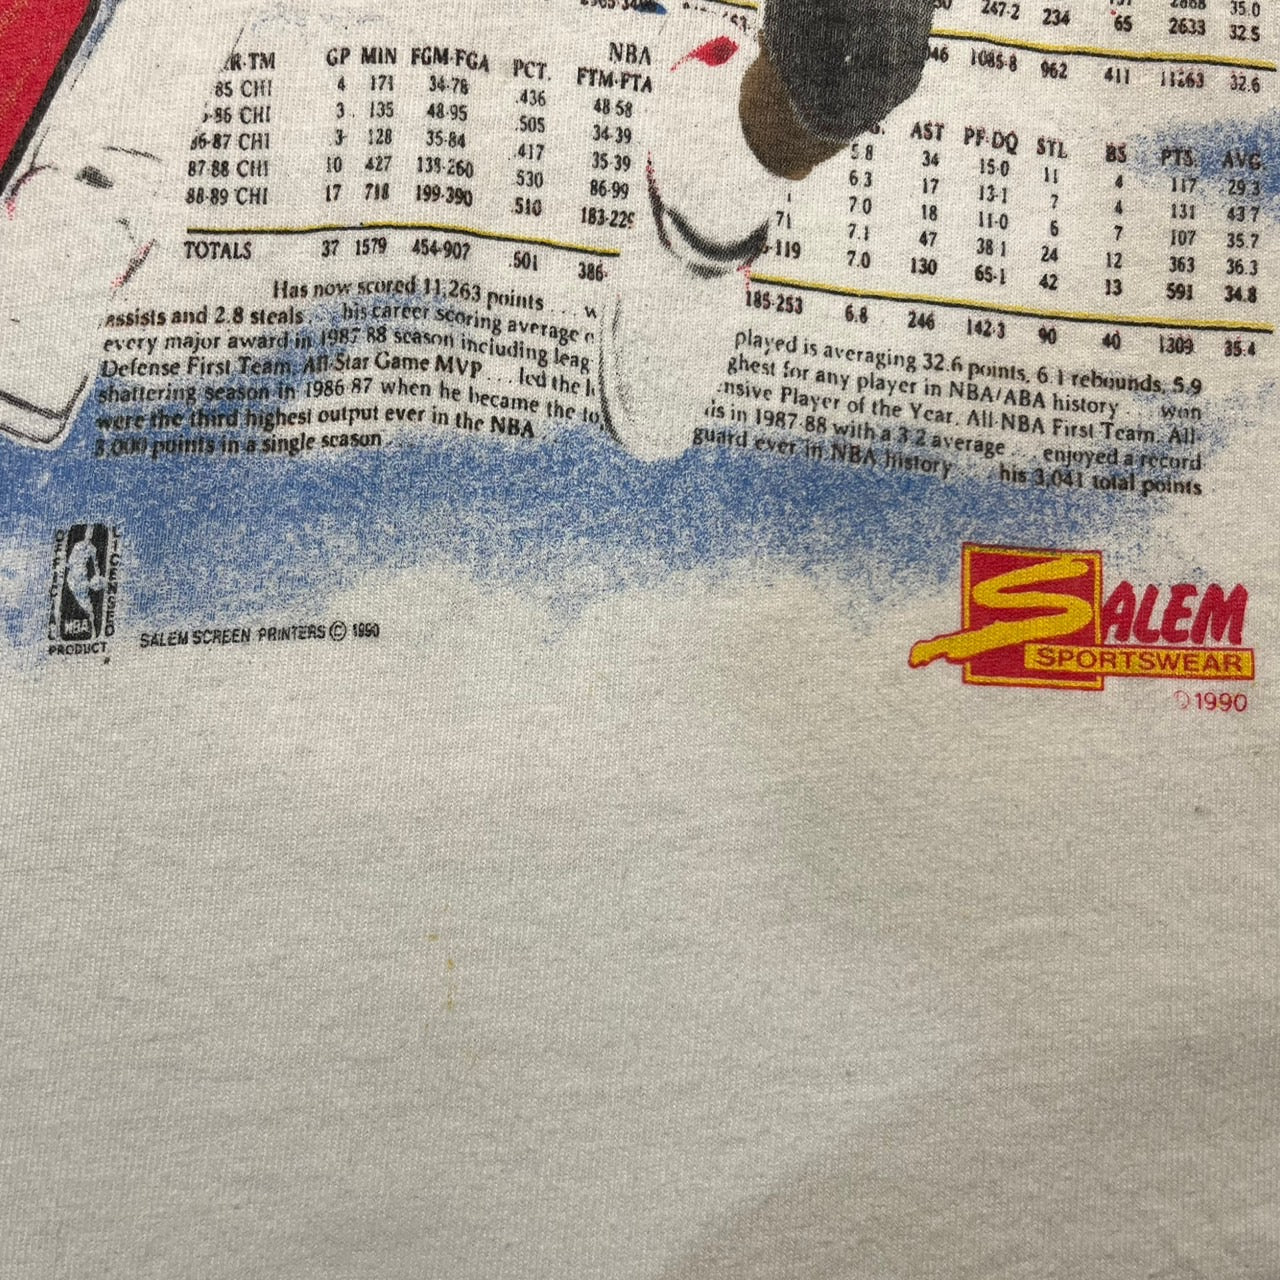 247-2 234 65 2633 32.5
1085-8 962 411 11263 32.6
NBA
GP MIN FGM-FGA PCT. FTM-FTA
AST PF-DQ STL BS PTS. AVG.
85 CHI 4 171 34-78 .436 48-58 5.8 34 15-0 11 4 117 29.3
86 CHI 3 135 48-95 .505 34-39 6.3 17 13-1 7 4 131 43.7
86-87 CHI 3 128 35-84 .417 35-39 7.0 18 11-0 6 7 107 35.7
87-88 CHI 10 427 138-260 .530 86-99 71 7.1 47 38-1 24 12 363 36.3
88-89 CHI 17 718 199-390 .510 183-229 119 7.0 130 65-1 42 13 591 34.8
TOTALS 37 1579 454-907 .501 386- 185-253 6.8 246 142-3 90 40 1309 35.4
Has now scored 11,263 points ... w played is averaging 32.6 points, 6.1 rebounds, 5.9
assists and 2.8 steals ... his career scoring average ghest for any player in NBA/ABA history ... won
every major award in 1987-88 season including leag nsive Player of the Year, All-NBA First Team, All-
Defense First Team, All-Star Game MVP ... led the is in 1987-88 with a 3.2 average ... enjoyed a record
shattering season in 1986-87 when he became the to guard ever in NBA history ... his 3,041 total points
were the third highest output ever in the NBA
3,000 points in a single season
OFFICIAL LICENSED
NBA
PRODUCT
SALEM SCREEN PRINTERS © 1990
SALEM
SPORTSWEAR
©1990